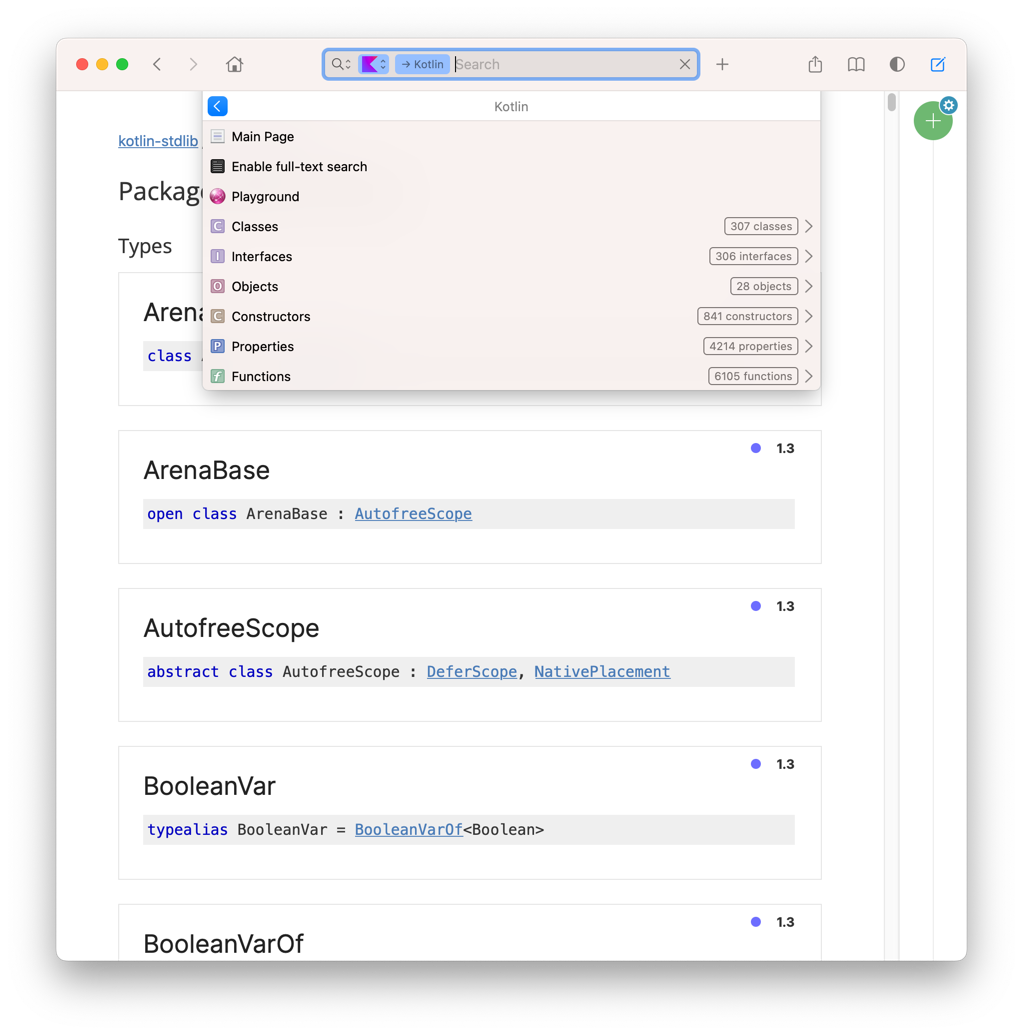 → Kotlin Search
Kotlin
Main Page
Enable full-text search
Playground
Classes 307 classes
Interfaces 306 interfaces
Objects 28 objects
Constructors 841 constructors
Properties 4214 properties
Functions 6105 functions
kotlin-stdlib
Types
class
1.3
ArenaBase
open class ArenaBase : AutofreeScope
1.3
AutofreeScope
abstract class AutofreeScope : DeferScope, NativePlacement
1.3
BooleanVar
typealias BooleanVar = BooleanVarOf<Boolean>
1.3
BooleanVarOf